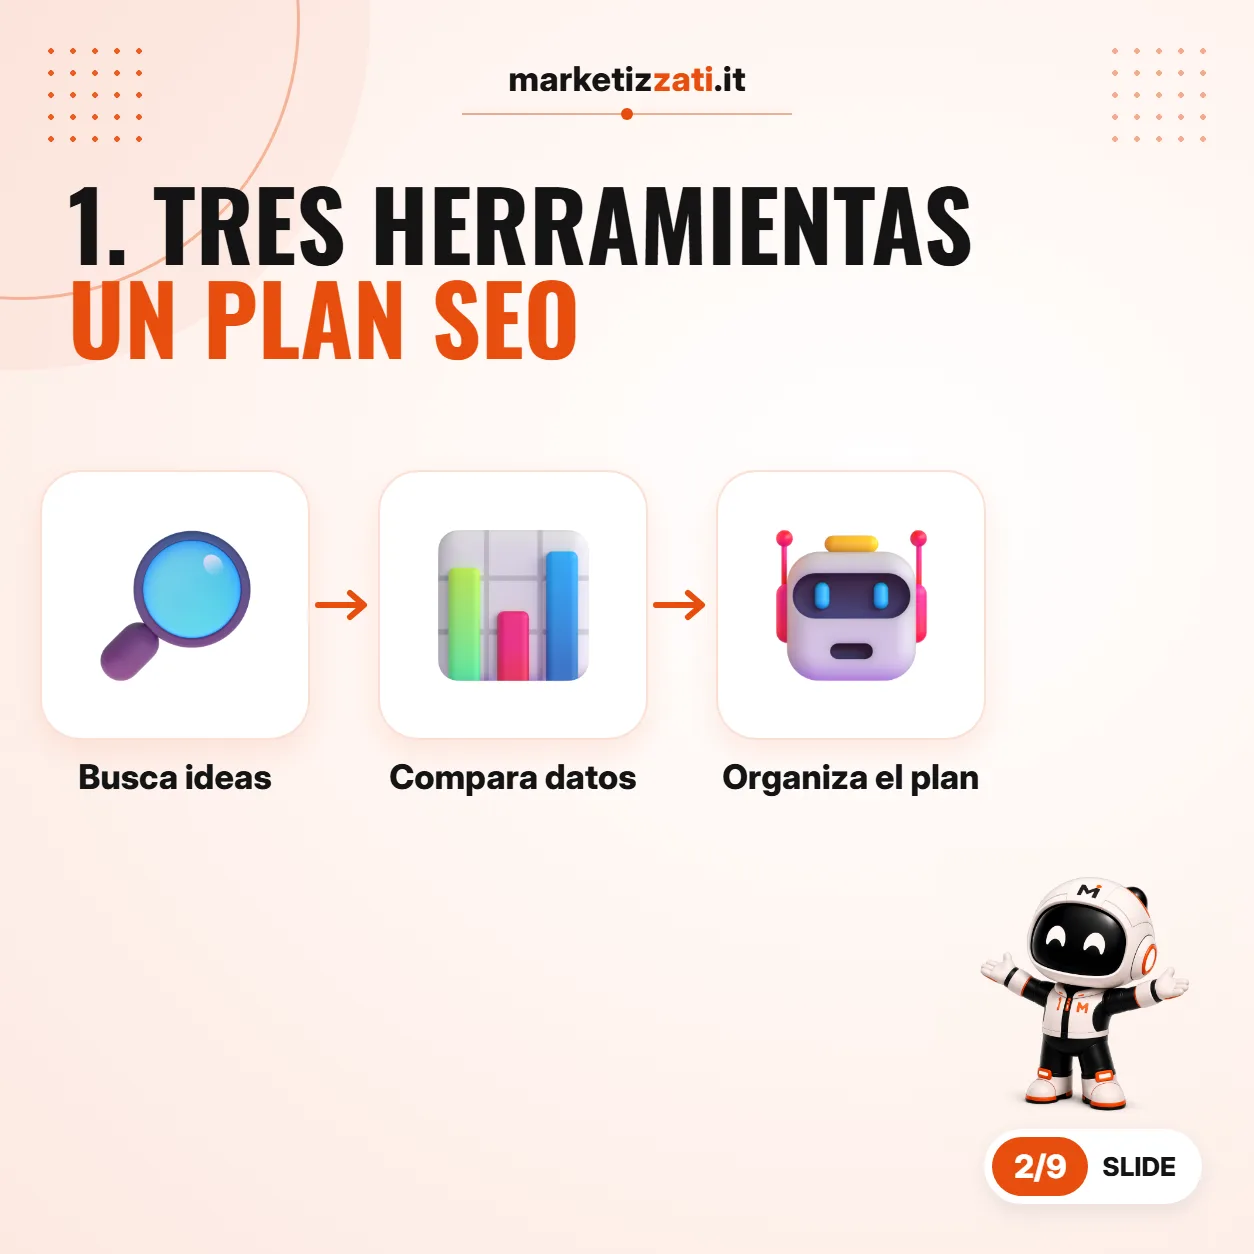 marketizzati.it
1. TRES HERRAMIENTAS
UN PLAN SEO
Busca ideas
Compara datos
Organiza el plan
2/9 SLIDE